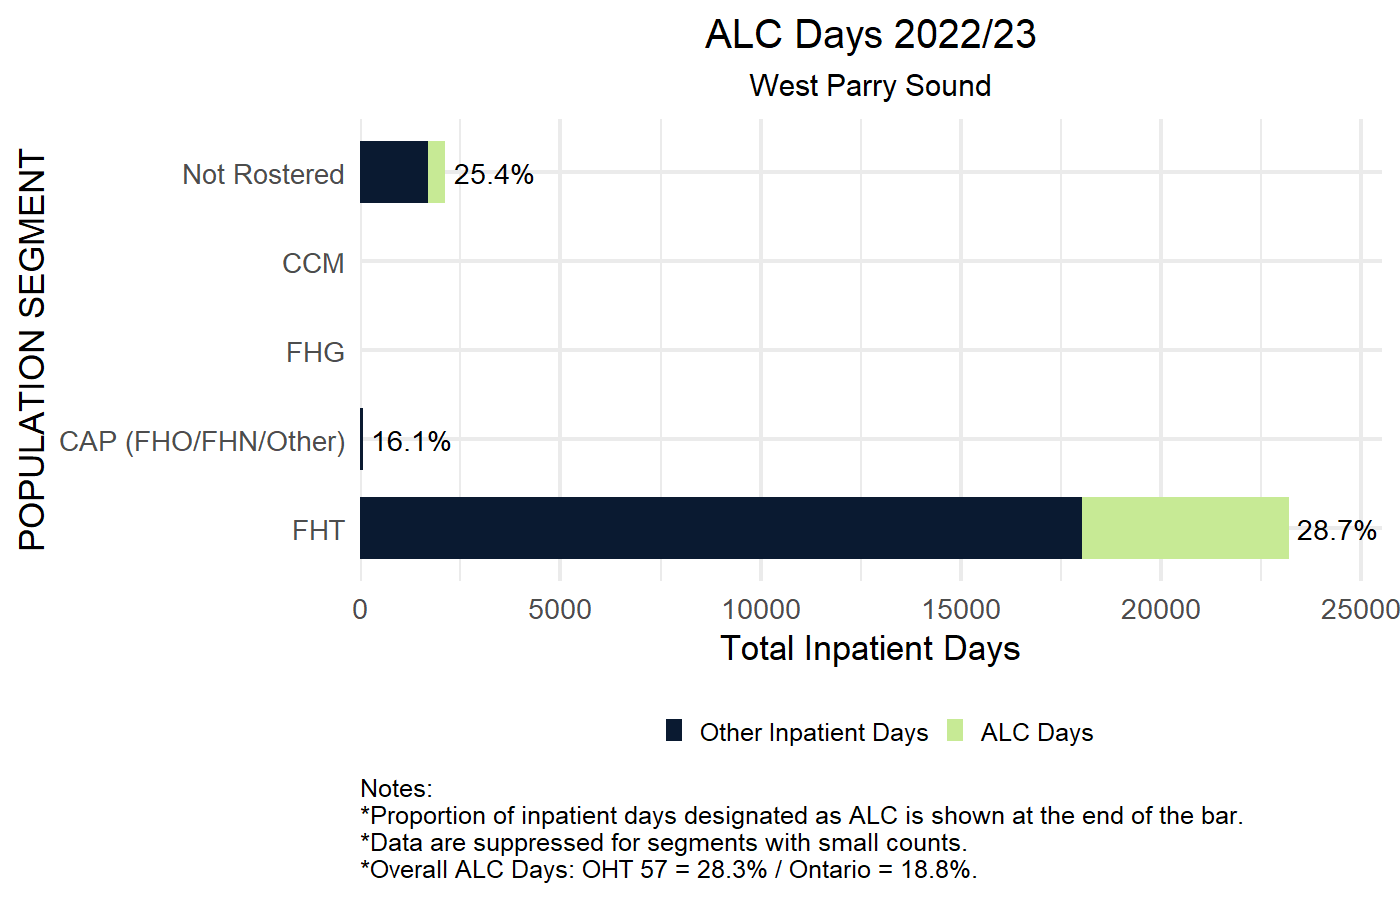 ALC Days 2022/23
West Parry Sound
POPULATION SEGMENT
Not Rostered
25.4%
CCM
FHG
CAP (FHO/FHN/Other)
16.1%
FHT
28.7%
0 5000 10000 15000 20000 25000
Total Inpatient Days
Other Inpatient Days ALC Days
Notes:
*Proportion of inpatient days designated as ALC is shown at the end of the bar.
*Data are suppressed for segments with small counts.
*Overall ALC Days: OHT 57 = 28.3% / Ontario = 18.8%.